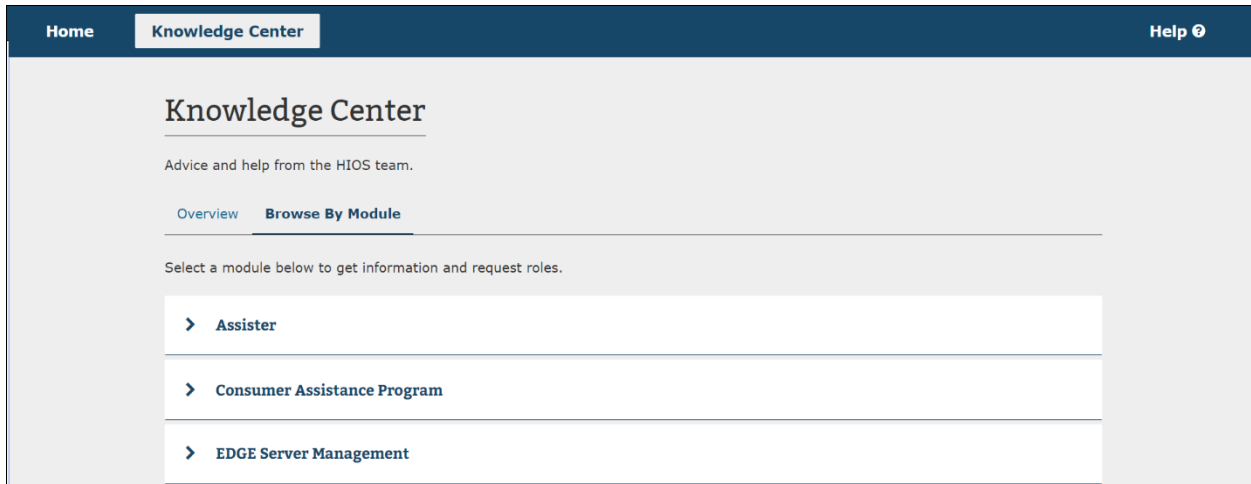 Home Knowledge Center Help
Knowledge Center
Advice and help from the HIOS team.
Overview Browse By Module
Select a module below to get information and request roles.
Assister
Consumer Assistance Program
EDGE Server Management